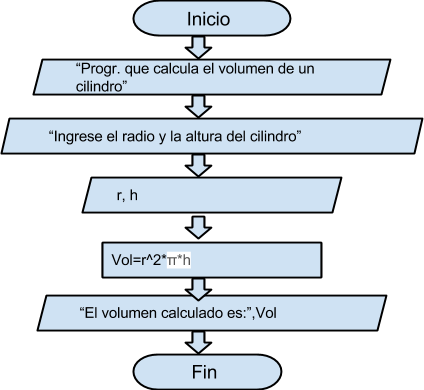 Inicio
“Progr. que calcula el volumen de un
cilindro”
“Ingrese el radio y la altura del cilindro”
r, h
Vol=r^2*π*h
“El volumen calculado es:”,Vol
Fin